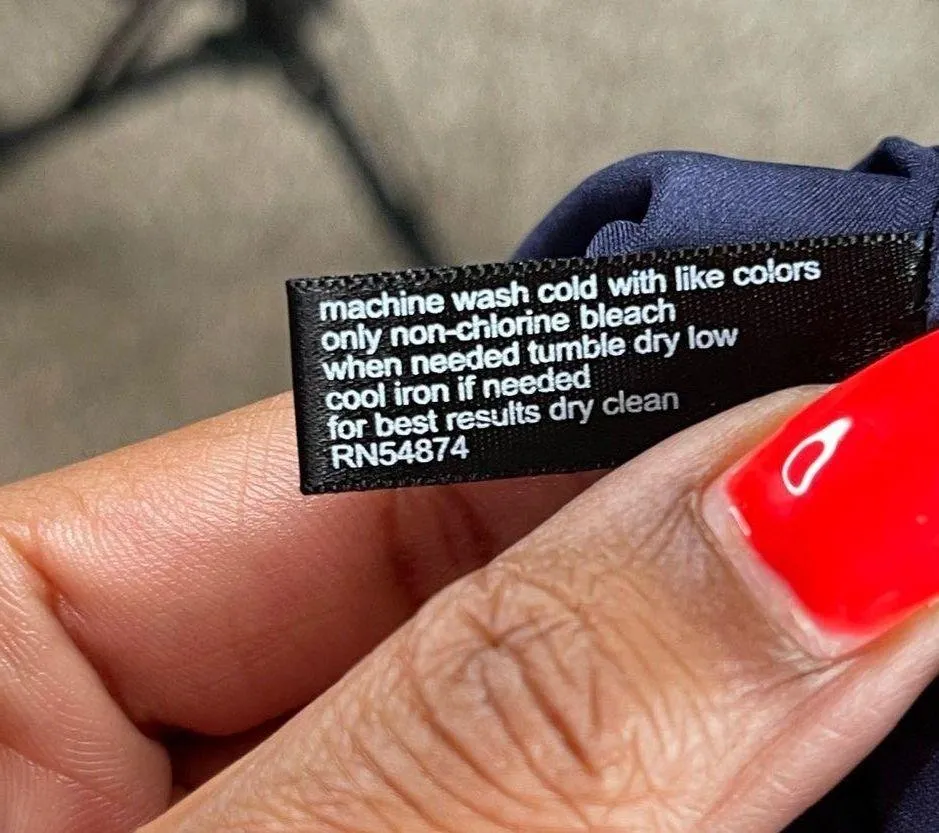 machine wash cold with like colors
only non-chlorine bleach
when needed tumble dry low
cool iron if needed
for best results dry clean
RN54874